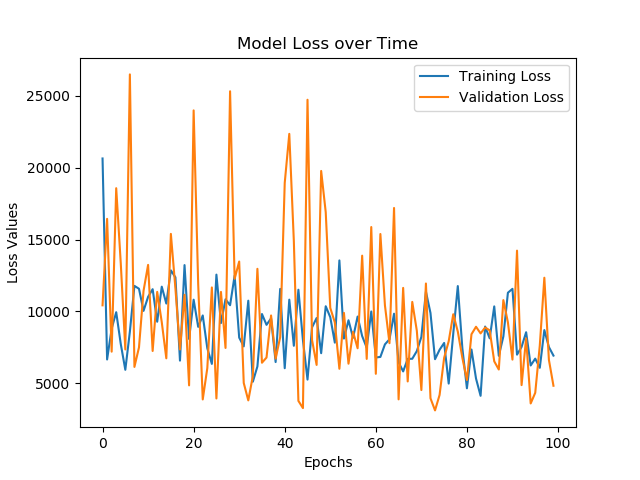 Model Loss over Time
Training Loss
Validation Loss
25000
20000
15000
10000
5000
Loss Values
0 20 40 60 80 100
Epochs